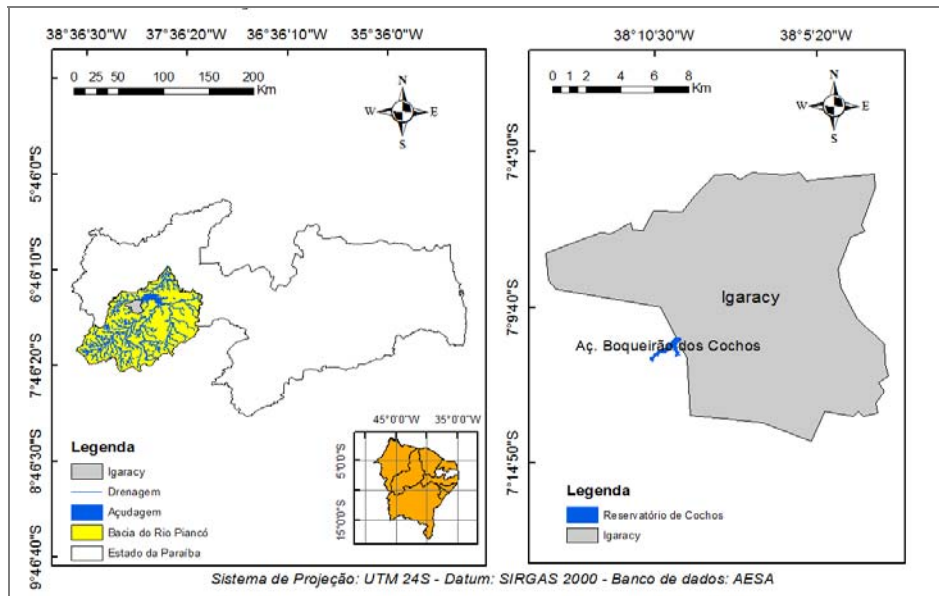 38°36'30"W 37°36'20"W 36°36'10"W 35°36'0"W
0 25 50 100 150 200
Km
N
W E
S
5°46'0"S
6°46'10"S
7°46'20"S
8°46'30"S
9°46'40"S
Legenda
Igaracy
Drenagem
Açudagem
Bacia do Rio Piancó
Estado da Paraíba
45°0'0"W 35°0'0"W
5°0'0"S
15°0'0"S
38°10'30"W 38°5'20"W
0 1 2 4 6 8
Km
N
W E
S
7°4'30"S
7°9'40"S
7°14'50"S
Igaracy
Aç. Boqueirão dos Cochos
Legenda
Reservatório de Cochos
Igaracy
Sistema de Projeção: UTM 24S - Datum: SIRGAS 2000 - Banco de dados: AESA